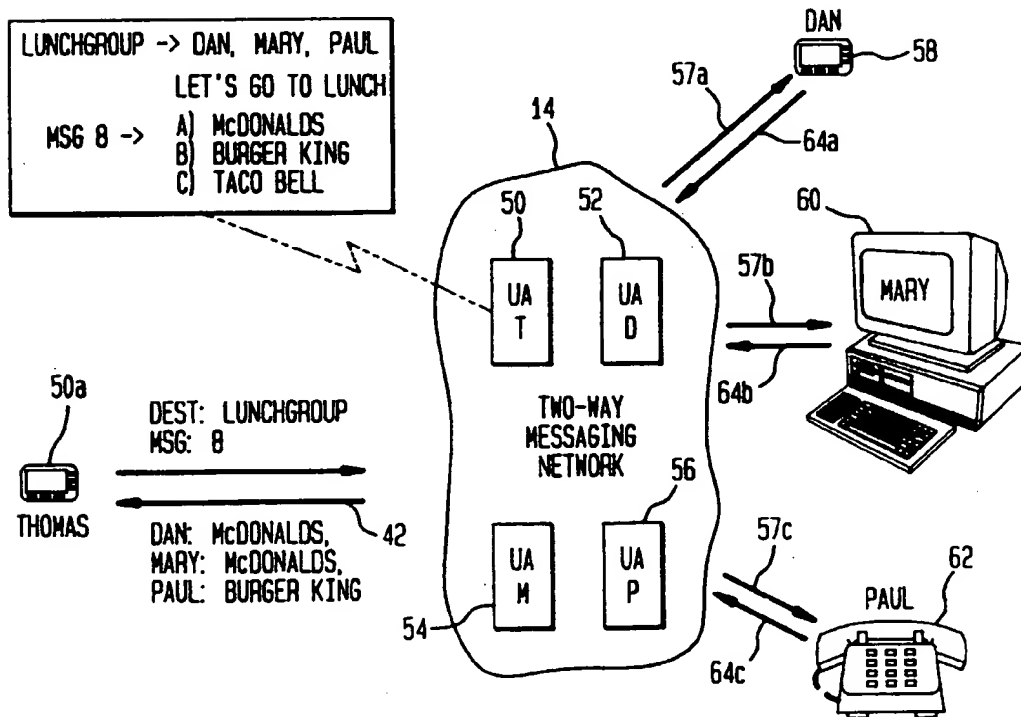 LUNCHGROUP -> DAN, MARY, PAUL
LET'S GO TO LUNCH
MSG 8 -> A) McDONALDS
B) BURGER KING
C) TACO BELL
DAN
58
57a
64a
14
50
52
60
UA
T
UA
D
57b
MARY
64b
TWO-WAY
MESSAGING
NETWORK
50a
DEST: LUNCHGROUP
MSG: 8
THOMAS
42
DAN: McDONALDS,
MARY: McDONALDS,
PAUL: BURGER KING
56
UA
M
UA
P
54
57c
62
PAUL
64c